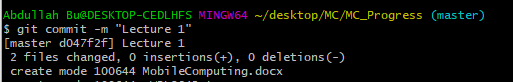 Abdullah Bu@DESKTOP-CEDLHFS MINGW64 ~/desktop/MC/MC_Progress (master)
$ git commit -m "Lecture 1"
[master d047f2f] Lecture 1
 2 files changed, 0 insertions(+), 0 deletions(-)
 create mode 100644 MobileComputing.docx